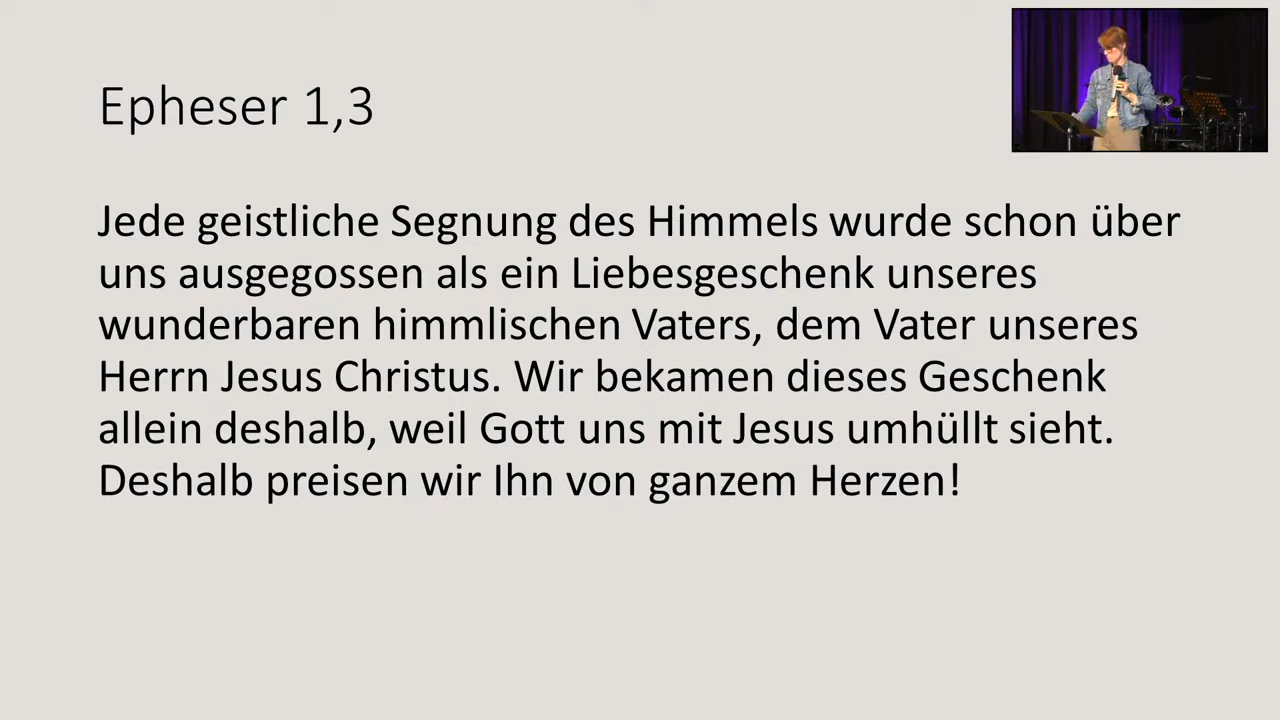 Epheser 1,3
Jede geistliche Segnung des Himmels wurde schon über
uns ausgegossen als ein Liebesgeschenk unseres
wunderbaren himmlischen Vaters, dem Vater unseres
Herrn Jesus Christus. Wir bekamen dieses Geschenk
allein deshalb, weil Gott uns mit Jesus umhüllt sieht.
Deshalb preisen wir Ihn von ganzem Herzen!